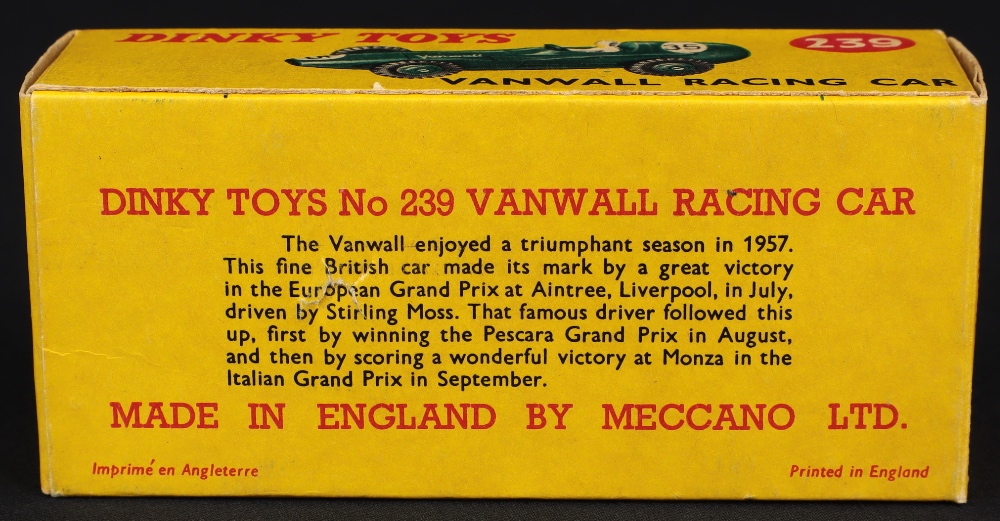 DINKY TOYS
239
35
Vanwall
VANWALL RACING CAR
DINKY TOYS No 239 VANWALL RACING CAR
The Vanwall enjoyed a triumphant season in 1957.
This fine British car made its mark by a great victory
in the European Grand Prix at Aintree, Liverpool, in July,
driven by Stirling Moss. That famous driver followed this
up, first by winning the Pescara Grand Prix in August,
and then by scoring a wonderful victory at Monza in the
Italian Grand Prix in September.
MADE IN ENGLAND BY MECCANO LTD.
Imprimé en Angleterre
Printed in England